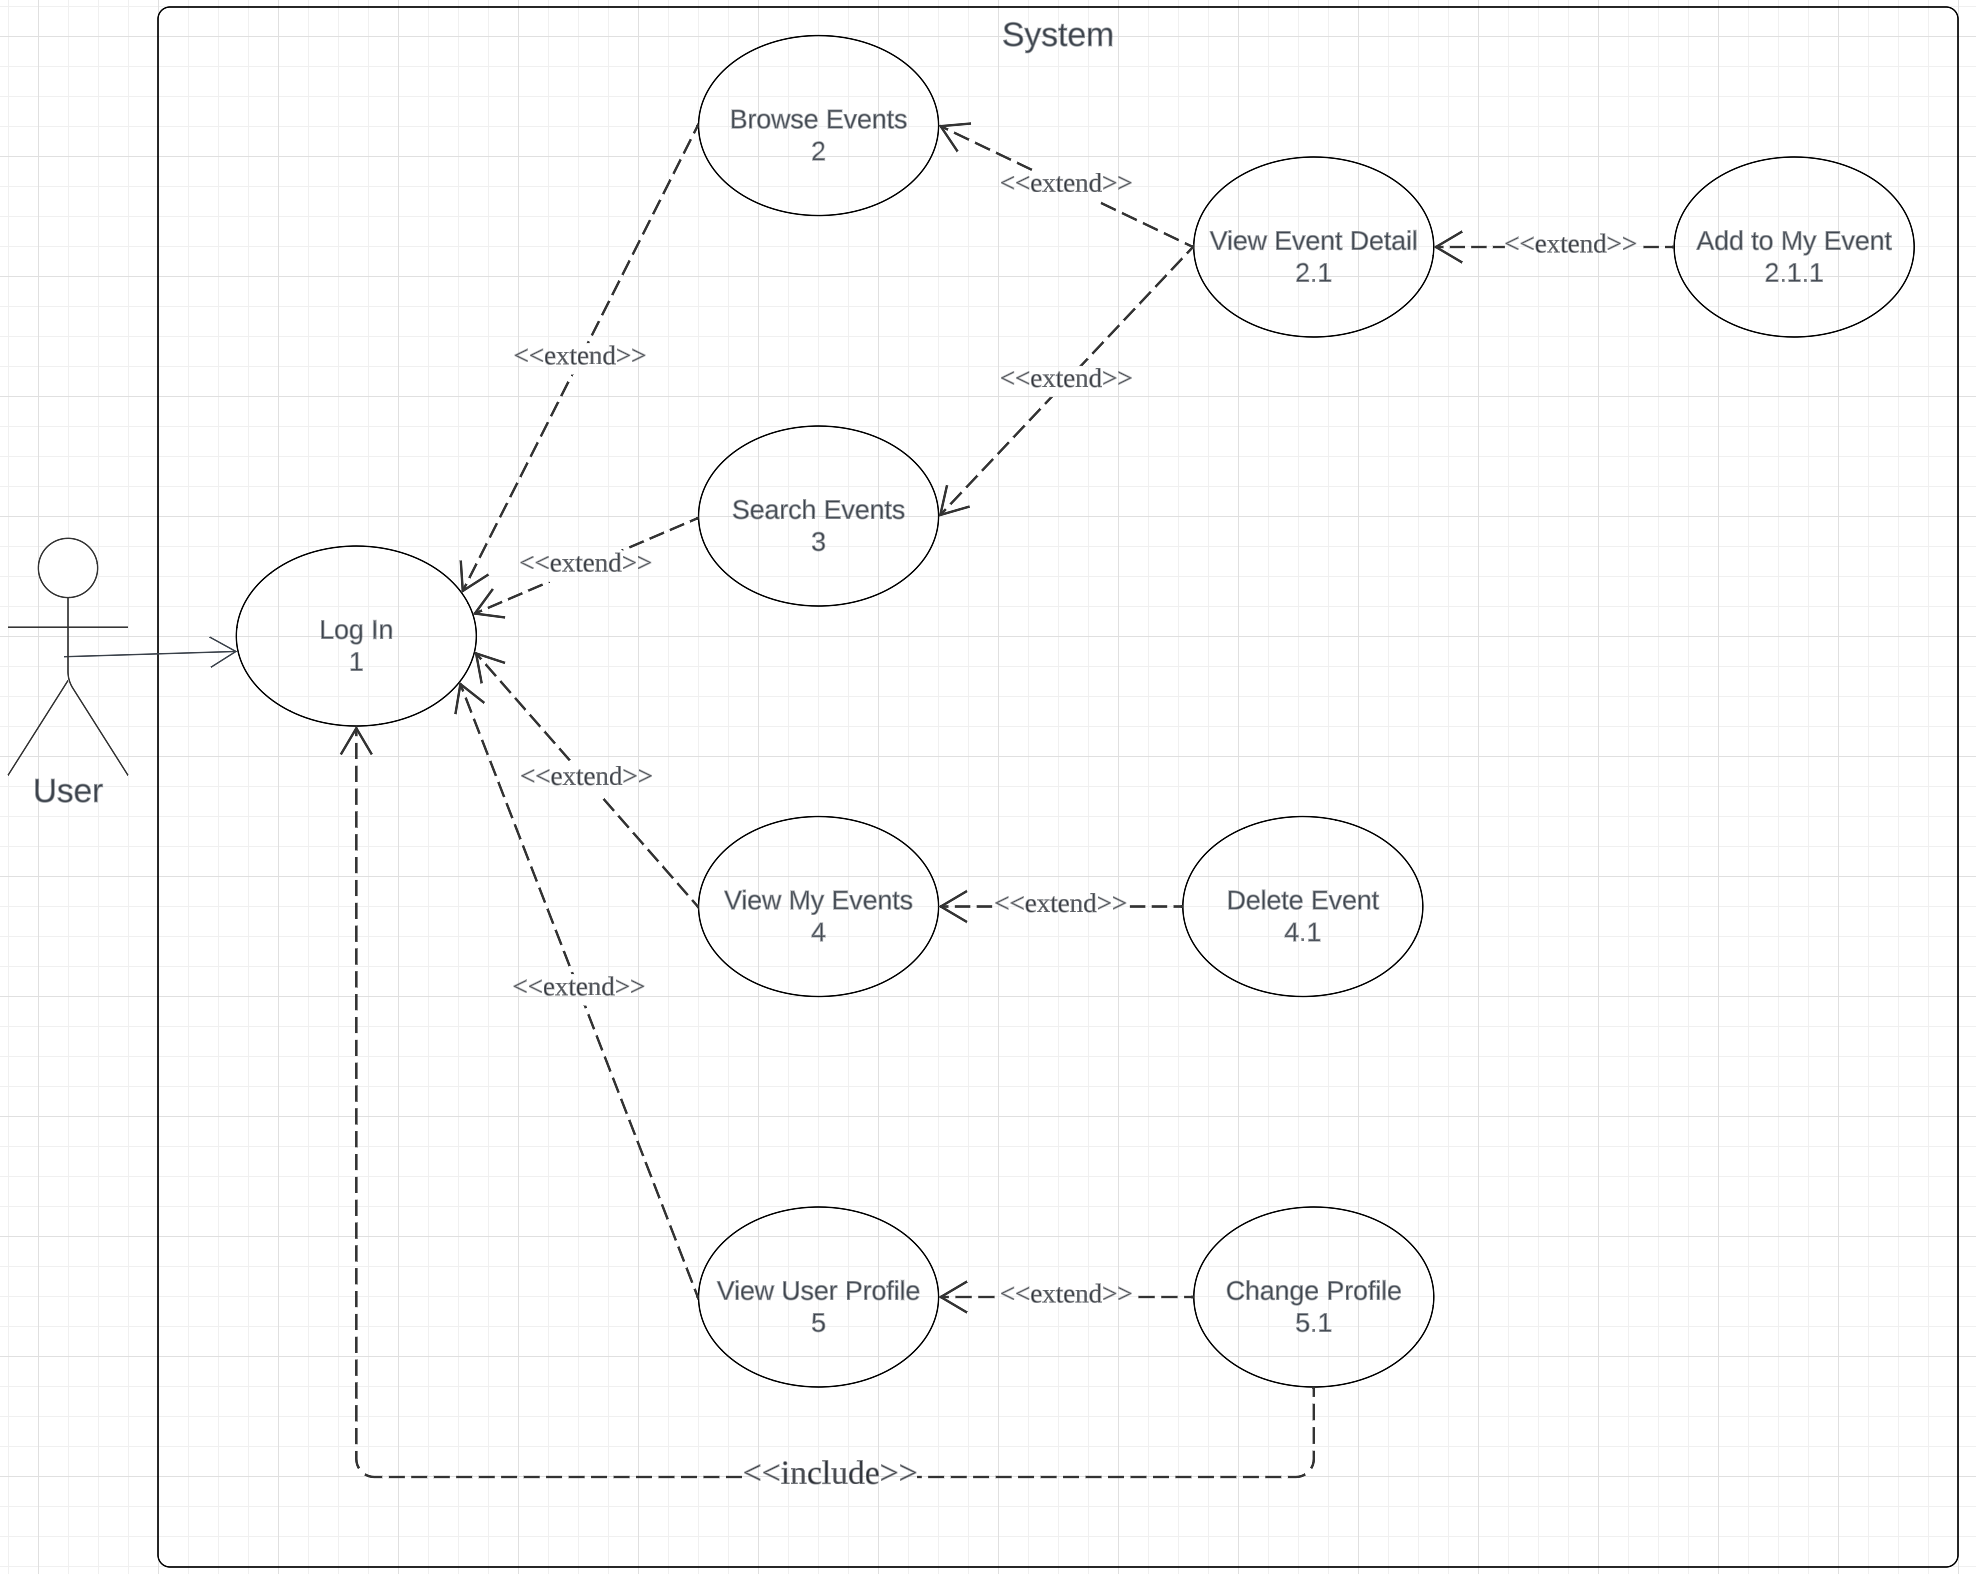 System
Browse Events
2
<<extend>>
View Event Detail
2.1
<<extend>>
Add to My Event
2.1.1
<<extend>>
<<extend>>
Search Events
3
<<extend>>
Log In
1
User
<<extend>>
View My Events
4
<<extend>>
Delete Event
4.1
<<extend>>
View User Profile
5
<<extend>>
Change Profile
5.1
<<include>>